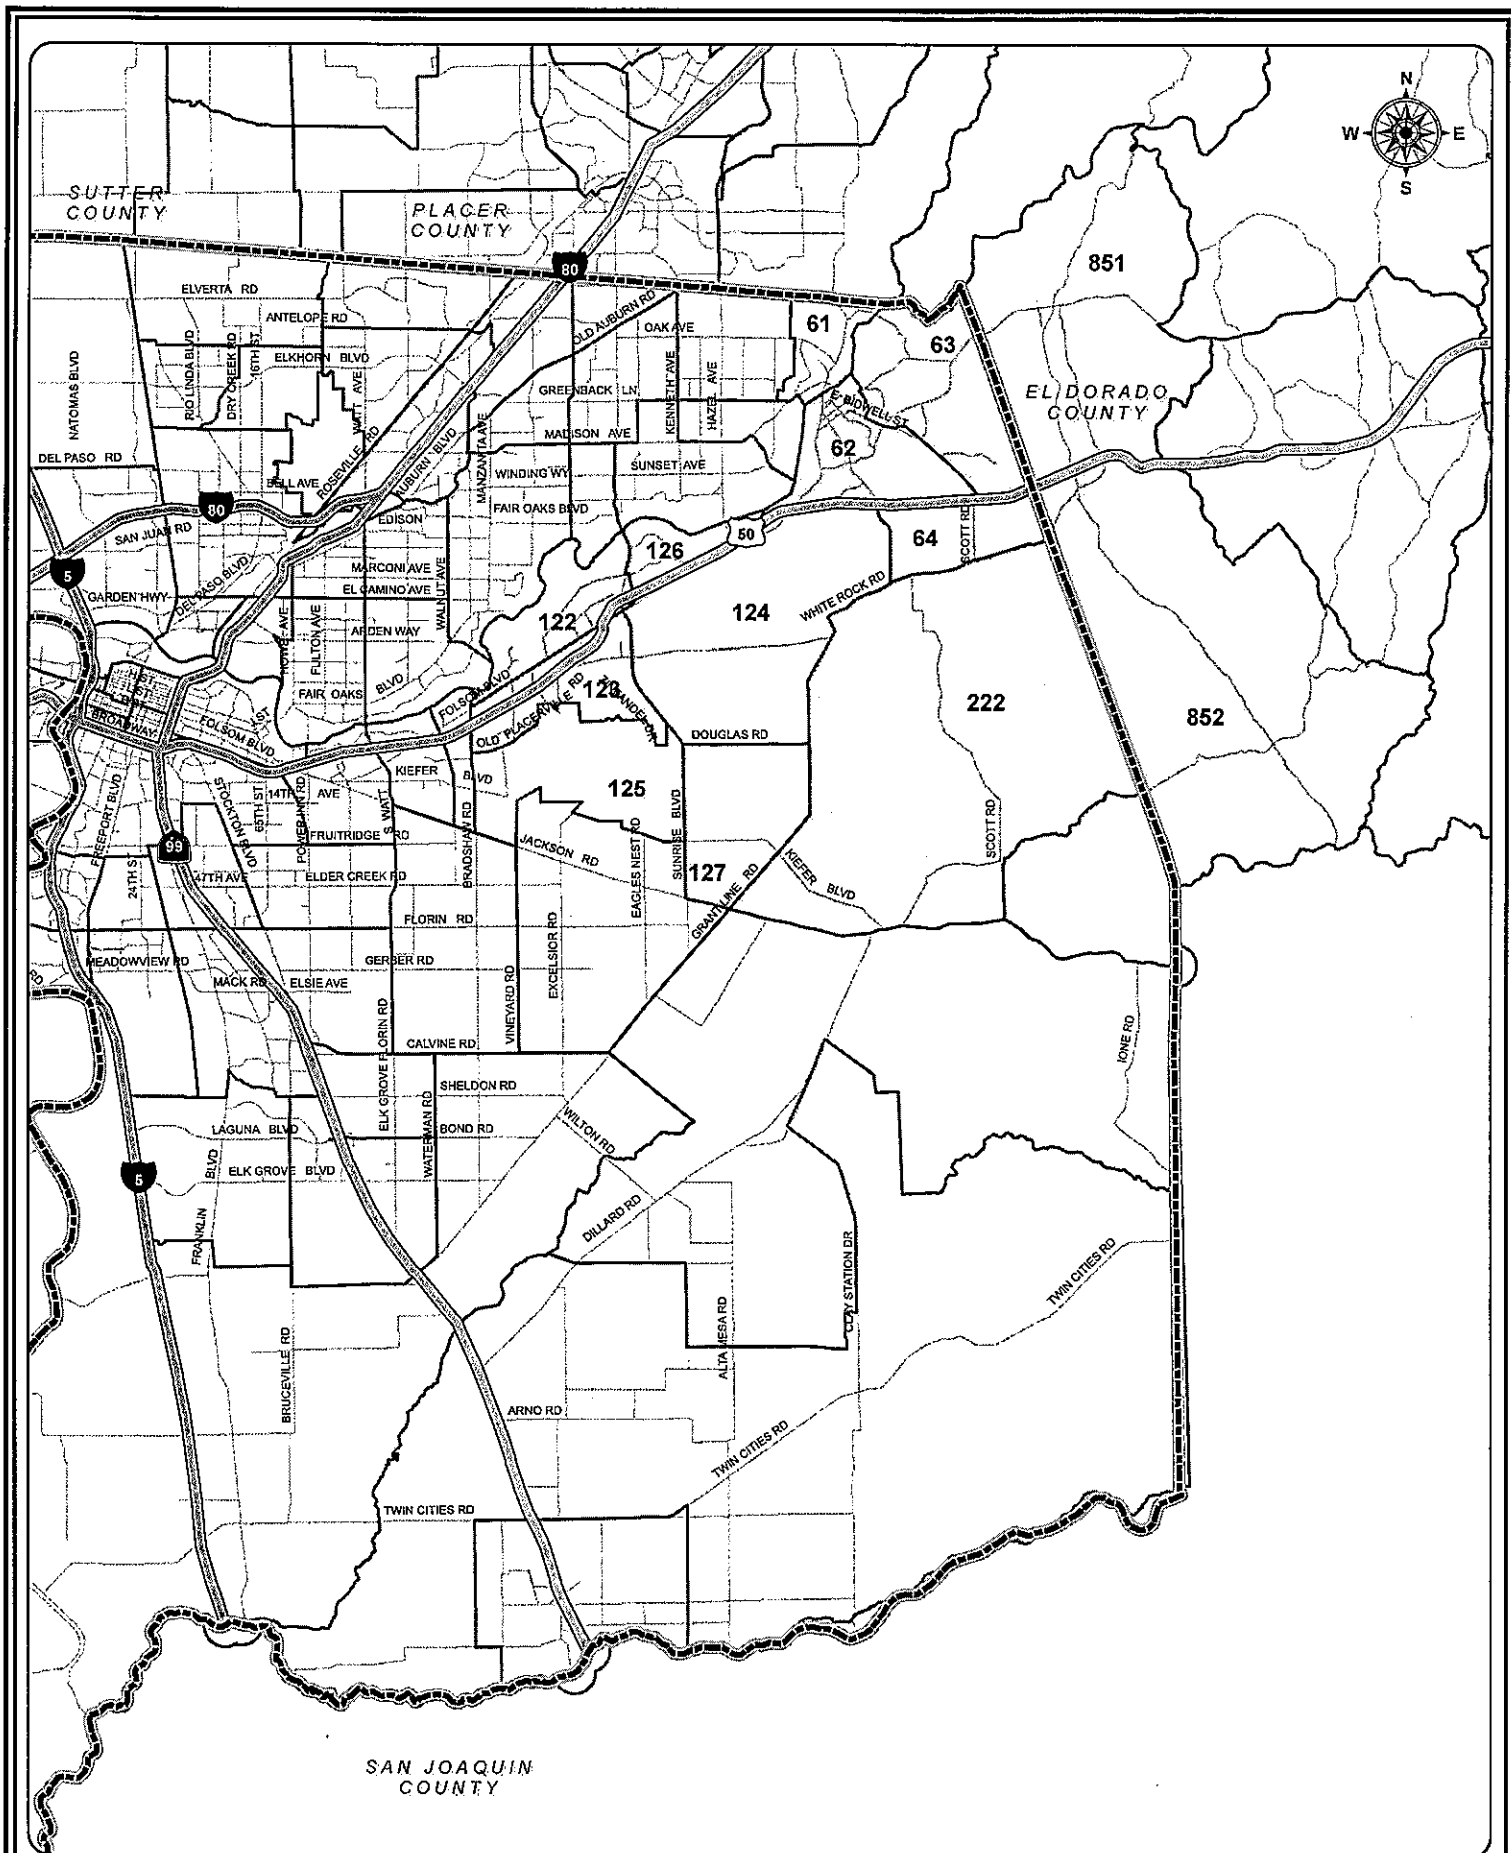 N
W E
S
SUTTER
COUNTY
PLACER
COUNTY
80
851
ELVERTA RD
ANTELOPE RD
OLD AUBURN RD
OAK AVE
61
63
RIO LINDA BLVD
DRY CREEK RD
16TH ST
ELKHORN BLVD
NATOMAS BLVD
WATT AVE
GREENBACK LN
KENNETH AVE
HAZEL AVE
E. BIDWELL ST
EL DORADO
COUNTY
ROSEVILLE RD
AUBURN BLVD
MANZANITA AVE
MADISON AVE
62
DEL PASO RD
WINDING WY
SUNSET AVE
BELL AVE
80
EDISON
FAIR OAKS BLVD
SAN JUAN RD
50
64
SCOTT RD
126
5
DEL PASO BLVD
MARCONI AVE
EL CAMINO AVE
WALNUT AVE
GARDEN HWY
WHITE ROCK RD
124
122
HOWE AVE
FULTON AVE
ARDEN WAY
H ST
BROADWAY
FAIR OAKS BLVD
FOLSOM BLVD
123
OLD PLACERVILLE RD
222
852
FOLSOM BLVD
J ST
DOUGLAS RD
KIEFER BLVD
125
FREEPORT BLVD
STOCKTON BLVD
65TH ST
14TH AVE
POWER INN RD
S. WATT
BRADSHAW RD
SUNRISE BLVD
EAGLES NEST RD
SCOTT RD
FRUITRIDGE RD
JACKSON RD
99
24TH ST
47TH AVE
ELDER CREEK RD
127
KIEFER BLVD
GRANT LINE RD
FLORIN RD
EXCELSIOR RD
MEADOWVIEW RD
GERBER RD
MACK RD
ELSIE AVE
VINEYARD RD
RD
ELK GROVE FLORIN RD
CALVINE RD
IONE RD
SHELDON RD
WATERMAN RD
LAGUNA BLVD
BOND RD
WILTON RD
5
ELK GROVE BLVD
FRANKLIN BLVD
DILLARD RD
CLAY STATION DR
TWIN CITIES RD
BRUCEVILLE RD
ALTA MESA RD
ARNO RD
TWIN CITIES RD
TWIN CITIES RD
SAN JOAQUIN
COUNTY